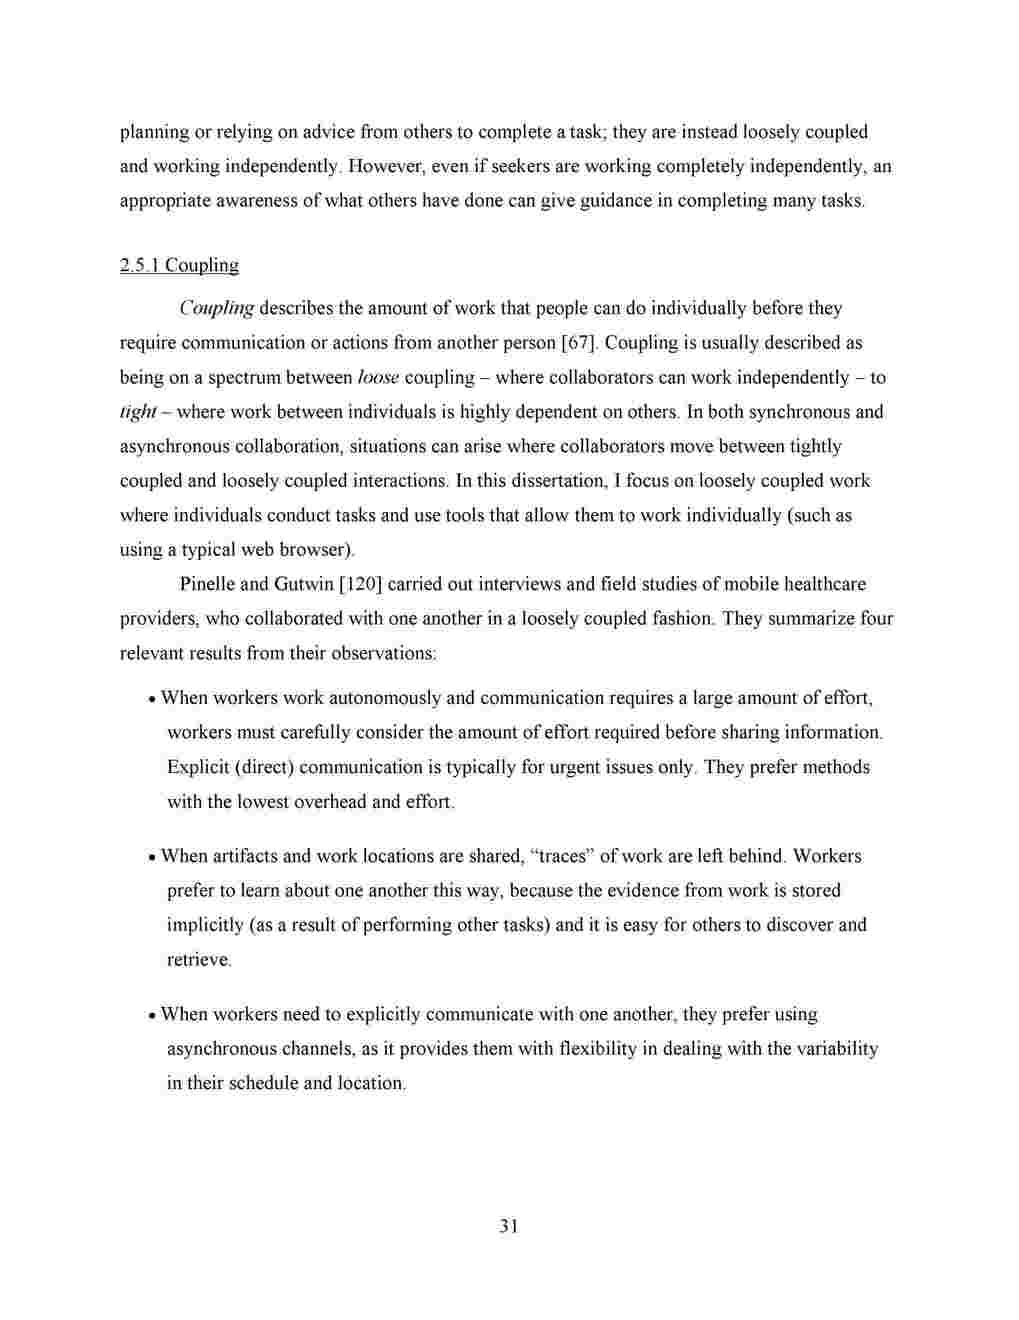 planning or relying on advice from others to complete a task; they are instead loosely coupled
and working independently. However, even if seekers are working completely independently, an
appropriate awareness of what others have done can give guidance in completing many tasks.
2.5.1 Coupling
Coupling describes the amount of work that people can do individually before they
require communication or actions from another person [67]. Coupling is usually described as
being on a spectrum between loose coupling – where collaborators can work independently – to
tight – where work between individuals is highly dependent on others. In both synchronous and
asynchronous collaboration, situations can arise where collaborators move between tightly
coupled and loosely coupled interactions. In this dissertation, I focus on loosely coupled work
where individuals conduct tasks and use tools that allow them to work individually (such as
using a typical web browser).
Pinelle and Gutwin [120] carried out interviews and field studies of mobile healthcare
providers, who collaborated with one another in a loosely coupled fashion. They summarize four
relevant results from their observations:
• When workers work autonomously and communication requires a large amount of effort,
workers must carefully consider the amount of effort required before sharing information.
Explicit (direct) communication is typically for urgent issues only. They prefer methods
with the lowest overhead and effort.
• When artifacts and work locations are shared, “traces” of work are left behind. Workers
prefer to learn about one another this way, because the evidence from work is stored
implicitly (as a result of performing other tasks) and it is easy for others to discover and
retrieve.
• When workers need to explicitly communicate with one another, they prefer using
asynchronous channels, as it provides them with flexibility in dealing with the variability
in their schedule and location.
31